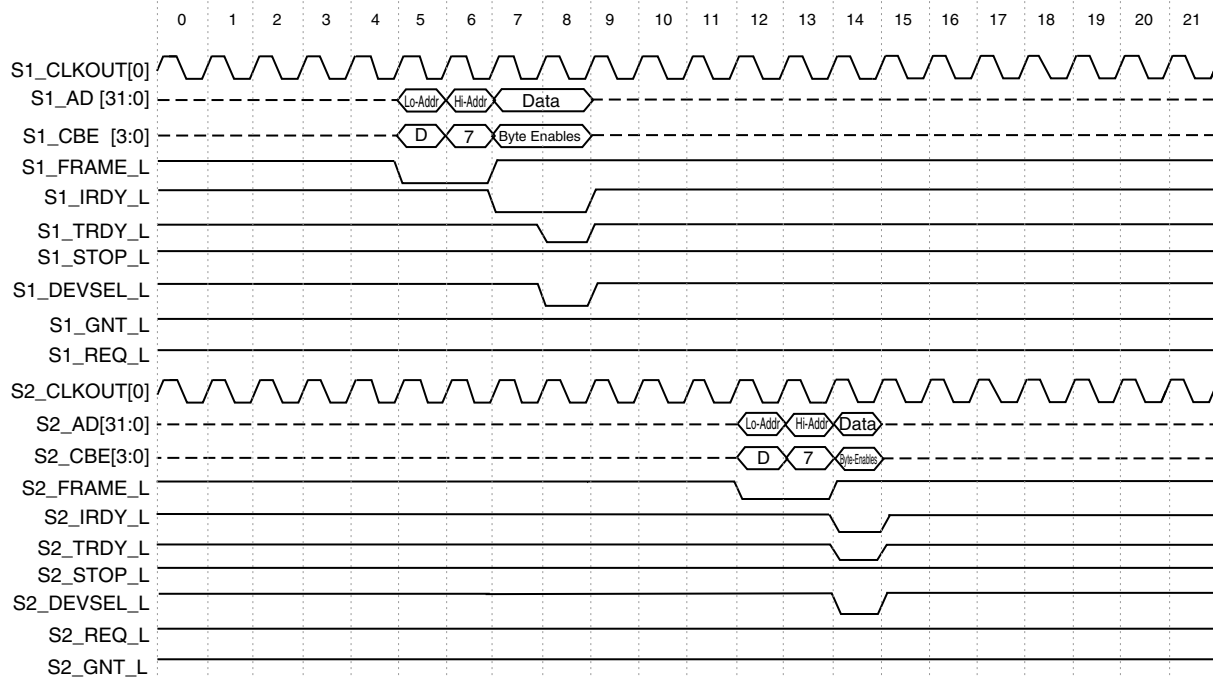 0 1 2 3 4 5 6 7 8 9 10 11 12 13 14 15 16 17 18 19 20 21
S1_CLKOUT[0]
S1_AD [31:0] Lo-Addr Hi-Addr Data
S1_CBE [3:0] D 7 Byte Enables
S1_FRAME_L
S1_IRDY_L
S1_TRDY_L
S1_STOP_L
S1_DEVSEL_L
S1_GNT_L
S1_REQ_L
S2_CLKOUT[0]
S2_AD[31:0] Lo-Addr Hi-Addr Data
S2_CBE[3:0] D 7 Byte-Enables
S2_FRAME_L
S2_IRDY_L
S2_TRDY_L
S2_STOP_L
S2_DEVSEL_L
S2_REQ_L
S2_GNT_L